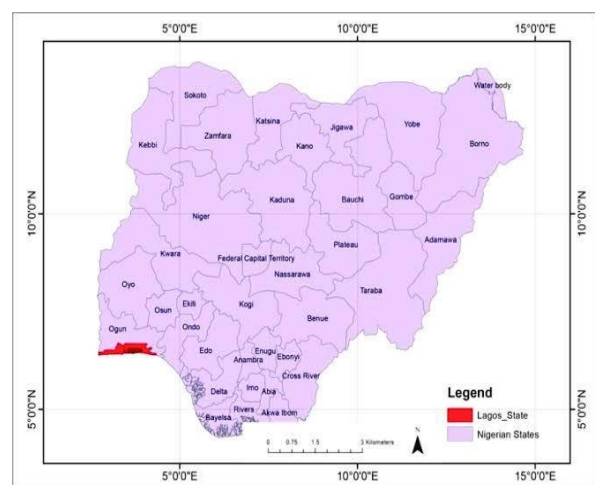 5°0'0"E 10°0'0"E 15°0'0"E
Water body
Sokoto
Katsina
Jigawa
Yobe
Zamfara
Kano
Borno
Kebbi
Kaduna
Bauchi
Gombe
10°0'0"N 10°0'0"N
Niger
Adamawa
Plateau
Kwara
Federal Capital Territory
Nassarawa
Oyo
Taraba
Kogi
Osun
Ekiti
Benue
Ogun
Ondo
Edo
Enugu
Anambra
Ebonyi
Cross River
Delta
Imo
Abia
Rivers
Akwa Ibom
Bayelsa
5°0'0"N 5°0'0"N
Legend
Lagos_State
Nigerian States
N
0 0.75 1.5 3 Kilometers
5°0'0"E 10°0'0"E 15°0'0"E